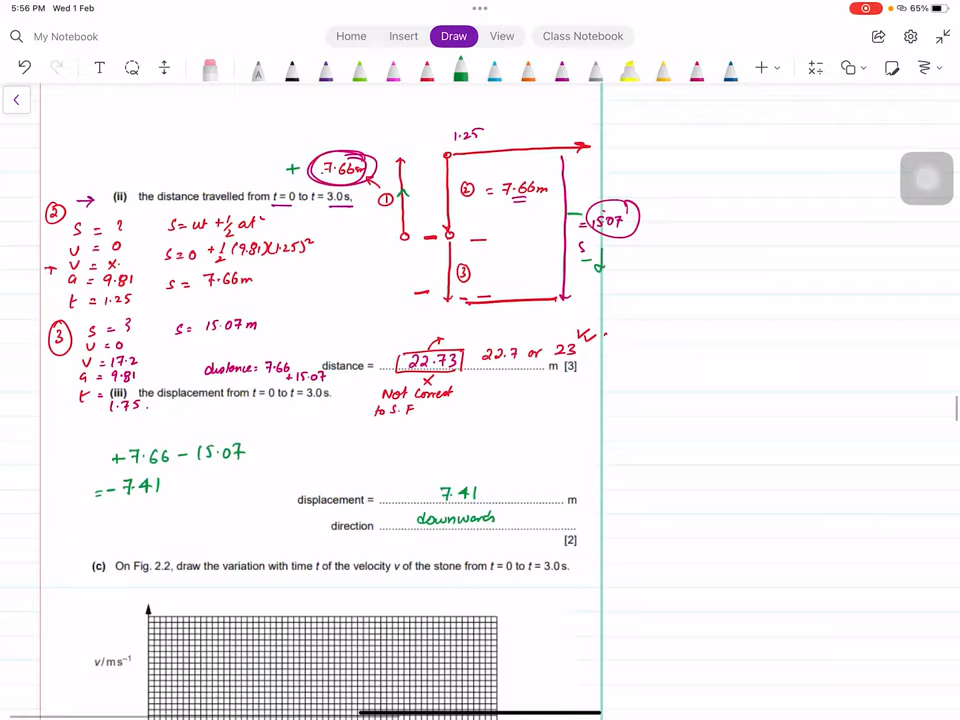 5:56 PM Wed 1 Feb
65%
My Notebook
Home Insert Draw View Class Notebook
1.25
+ 7.66m
(ii) the distance travelled from t = 0 to t = 3.0 s,
① ② = 7.66m
- = 15.07
②
S = ? S = ut + 1/2 at²
U = 0 S = 0 + 1/2 (9.81)(1.25)²
V = x
a = 9.81 S = 7.66m
t = 1.25
③
③ S = ? S = 15.07m
U = 0
V = 17.2
a = 9.81
t = 1.75.
distance: 7.66
+15.07
distance = 22.73 m [3]
22.7 or 23
x
Not Correct
to S.F
(iii) the displacement from t = 0 to t = 3.0 s.
+7.66 - 15.07
= - 7.41
displacement = 7.41 m
direction downwards
[2]
(c) On Fig. 2.2, draw the variation with time t of the velocity v of the stone from t = 0 to t = 3.0 s.
v / m s⁻¹